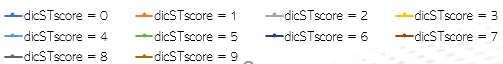 dicSTscore = 0 dicSTscore = 1 dicSTscore = 2 dicSTscore = 3
dicSTscore = 4 dicSTscore = 5 dicSTscore = 6 dicSTscore = 7
dicSTscore = 8 dicSTscore = 9